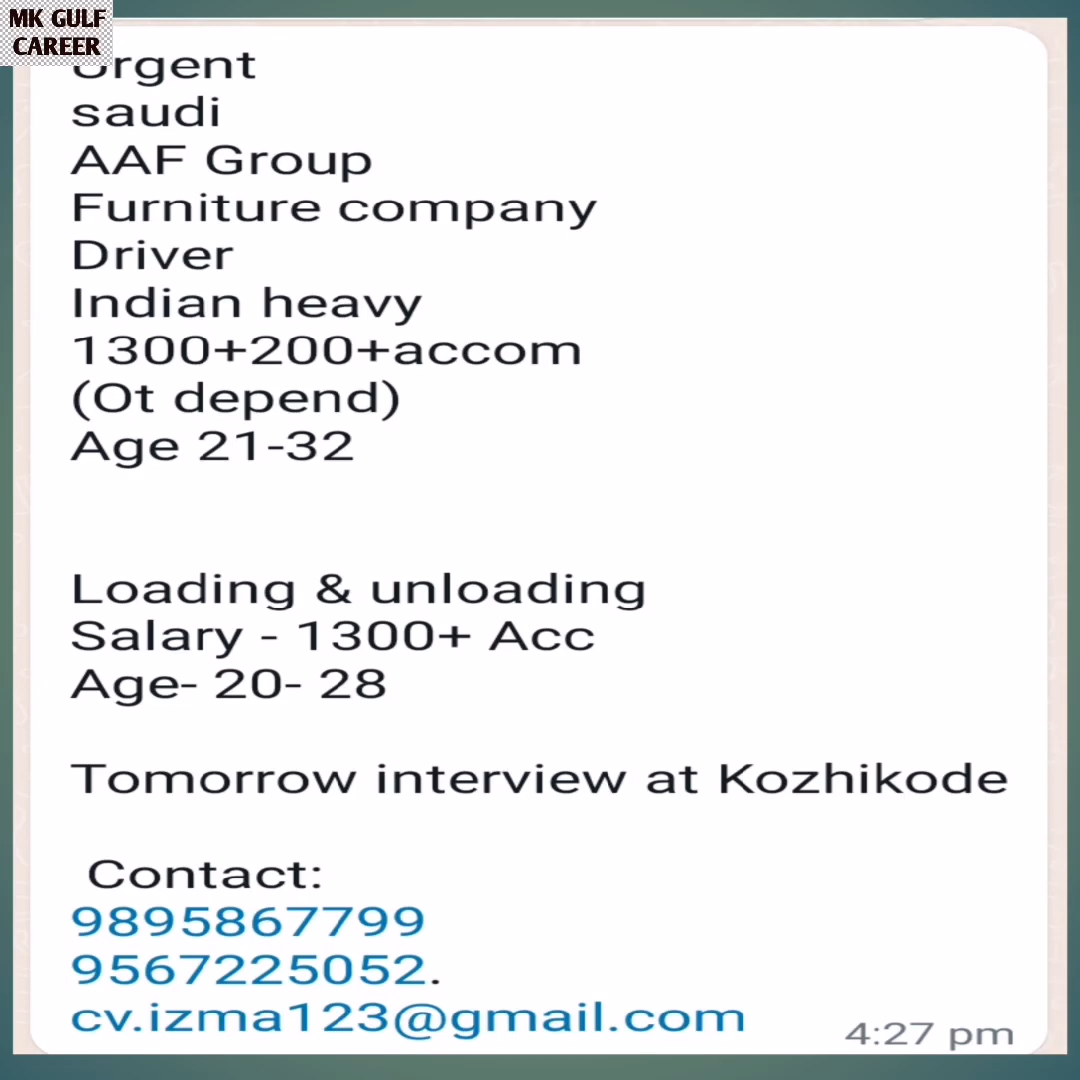 MK GULF
CAREER
Urgent
saudi
AAF Group
Furniture company
Driver
Indian heavy
1300+200+accom
(Ot depend)
Age 21-32
Loading & unloading
Salary - 1300+ Acc
Age- 20- 28
Tomorrow interview at Kozhikode
Contact:
9895867799
9567225052.
cv.izma123@gmail.com
4:27 pm